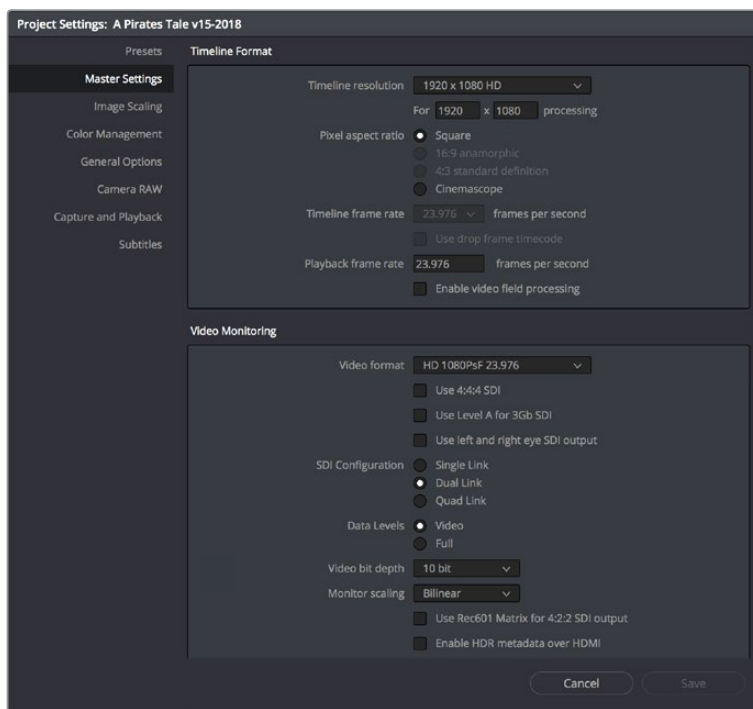 Project Settings: A Pirates Tale v15-2018
Presets
Master Settings
Image Scaling
Color Management
General Options
Camera RAW
Capture and Playback
Subtitles
Timeline Format
Timeline resolution 1920 x 1080 HD
For 1920 x 1080 processing
Pixel aspect ratio Square
16:9 anamorphic
4:3 standard definition
Cinemascope
Timeline frame rate 23.976 frames per second
Use drop frame timecode
Playback frame rate 23.976 frames per second
Enable video field processing
Video Monitoring
Video format HD 1080PsF 23.976
Use 4:4:4 SDI
Use Level A for 3Gb SDI
Use left and right eye SDI output
SDI Configuration Single Link
Dual Link
Quad Link
Data Levels Video
Full
Video bit depth 10 bit
Monitor scaling Bilinear
Use Rec601 Matrix for 4:2:2 SDI output
Enable HDR metadata over HDMI
Cancel Save